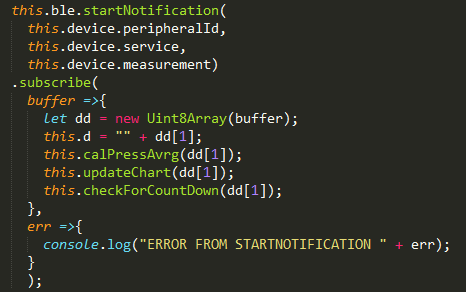 this.ble.startNotification(
this.device.peripheralId,
this.device.service,
this.device.measurement)
.subscribe(
buffer =>{
let dd = new Uint8Array(buffer);
this.d = "" + dd[1];
this.calPressAvrg(dd[1]);
this.updateChart(dd[1]);
this.checkForCountDown(dd[1]);
},
err =>{
console.log("ERROR FROM STARTNOTIFICATION " + err);
}
);